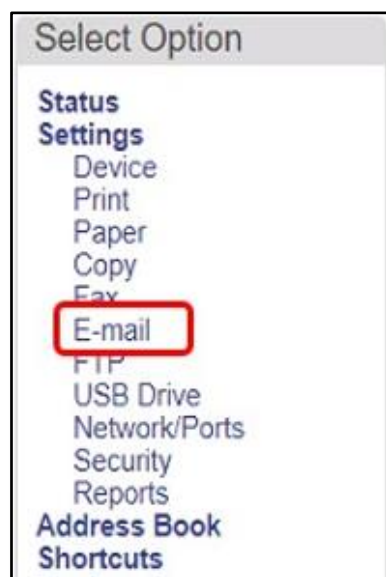 Select Option
Status
Settings
Device
Print
Paper
Copy
Fax
E-mail
FTP
USB Drive
Network/Ports
Security
Reports
Address Book
Shortcuts